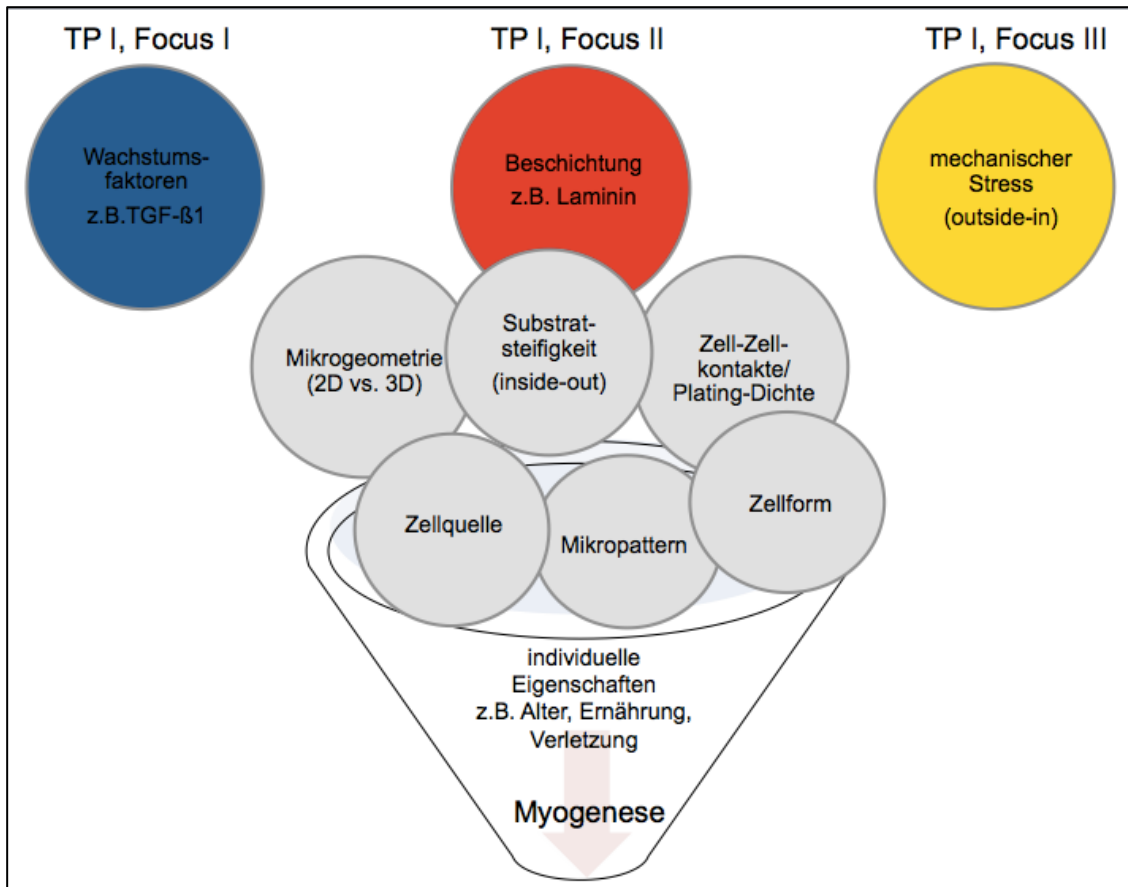 TP I, Focus I
TP I, Focus II
TP I, Focus III
Wachstums-
faktoren
z.B.TGF-ß1
Beschichtung
z.B. Laminin
mechanischer
Stress
(outside-in)
Mikrogeometrie
(2D vs. 3D)
Substrat-
steifigkeit
(inside-out)
Zell-Zell-
kontakte/
Plating-Dichte
Zellquelle
Mikropattern
Zellform
individuelle
Eigenschaften
z.B. Alter, Ernährung,
Verletzung
Myogenese